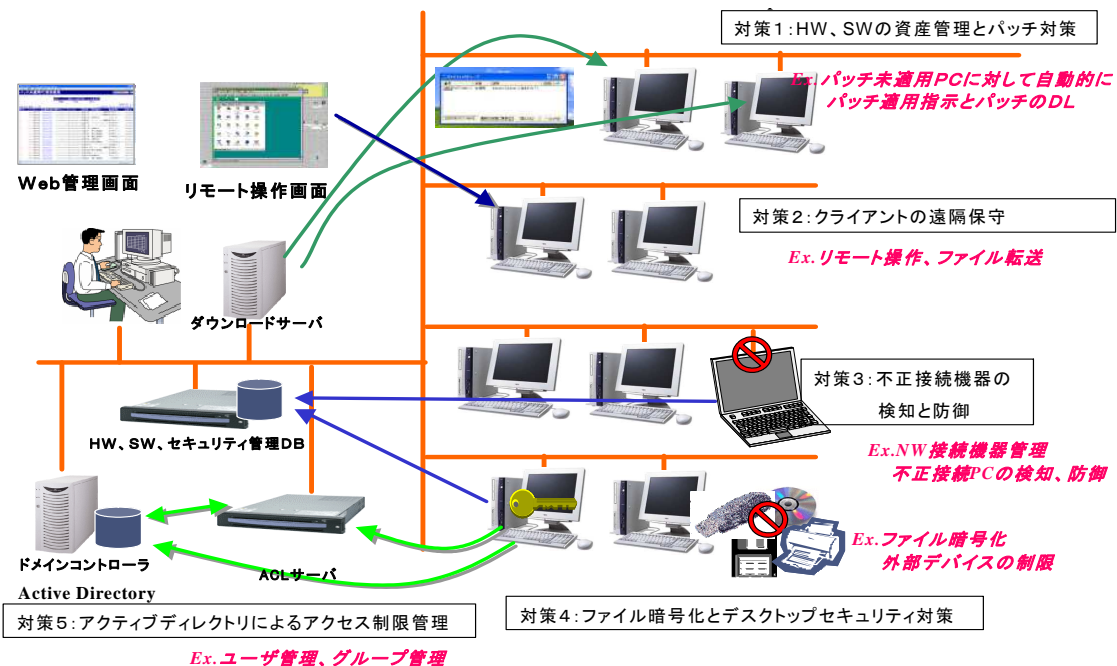 対策１：ＨＷ、ＳＷの資産管理とパッチ対策
Ex.パッチ未適用ＰＣに対して自動的に
パッチ適用指示とパッチのＤＬ
Ｗｅｂ管理画面
リモート操作画面
対策２：クライアントの遠隔保守
Ex.リモート操作、ファイル転送
ダウンロードサーバ
対策３：不正接続機器の
検知と防御
ＨＷ、ＳＷ、セキュリティ管理ＤＢ
Ex.NW接続機器管理
不正接続PCの検知、防御
Ex.ファイル暗号化
外部デバイスの制限
ドメインコントローラ
Active Directory
ACLサーバ
対策５：アクティブディレクトリによるアクセス制限管理
対策４：ファイル暗号化とデスクトップセキュリティ対策
Ex.ユーザ管理、グループ管理